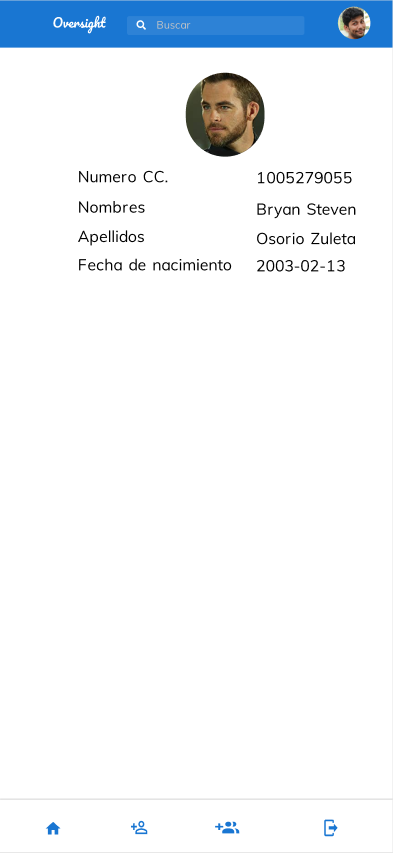 Oversight
Buscar
Numero CC. 1005279055
Nombres Bryan Steven
Apellidos Osorio Zuleta
Fecha de nacimiento 2003-02-13